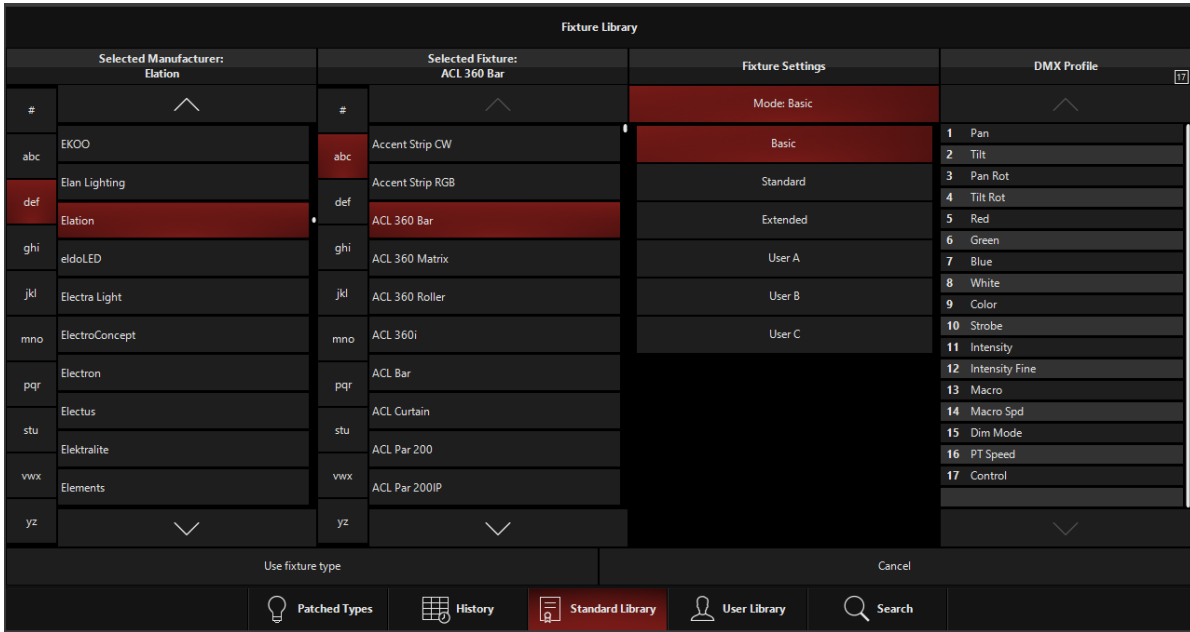 Fixture Library
Selected Manufacturer:
Elation
Selected Fixture:
ACL 360 Bar
Fixture Settings
DMX Profile
17
#
abc
def
ghi
jkl
mno
pqr
stu
vwx
yz
EKOO
Elan Lighting
Elation
eldoLED
Electra Light
ElectroConcept
Electron
Electus
Elektralite
Elements
#
abc
def
ghi
jkl
mno
pqr
stu
vwx
yz
Accent Strip CW
Accent Strip RGB
ACL 360 Bar
ACL 360 Matrix
ACL 360 Roller
ACL 360i
ACL Bar
ACL Curtain
ACL Par 200
ACL Par 200IP
Mode: Basic
Basic
Standard
Extended
User A
User B
User C
1 Pan
2 Tilt
3 Pan Rot
4 Tilt Rot
5 Red
6 Green
7 Blue
8 White
9 Color
10 Strobe
11 Intensity
12 Intensity Fine
13 Macro
14 Macro Spd
15 Dim Mode
16 PT Speed
17 Control
Use fixture type
Cancel
Patched Types
History
Standard Library
User Library
Search